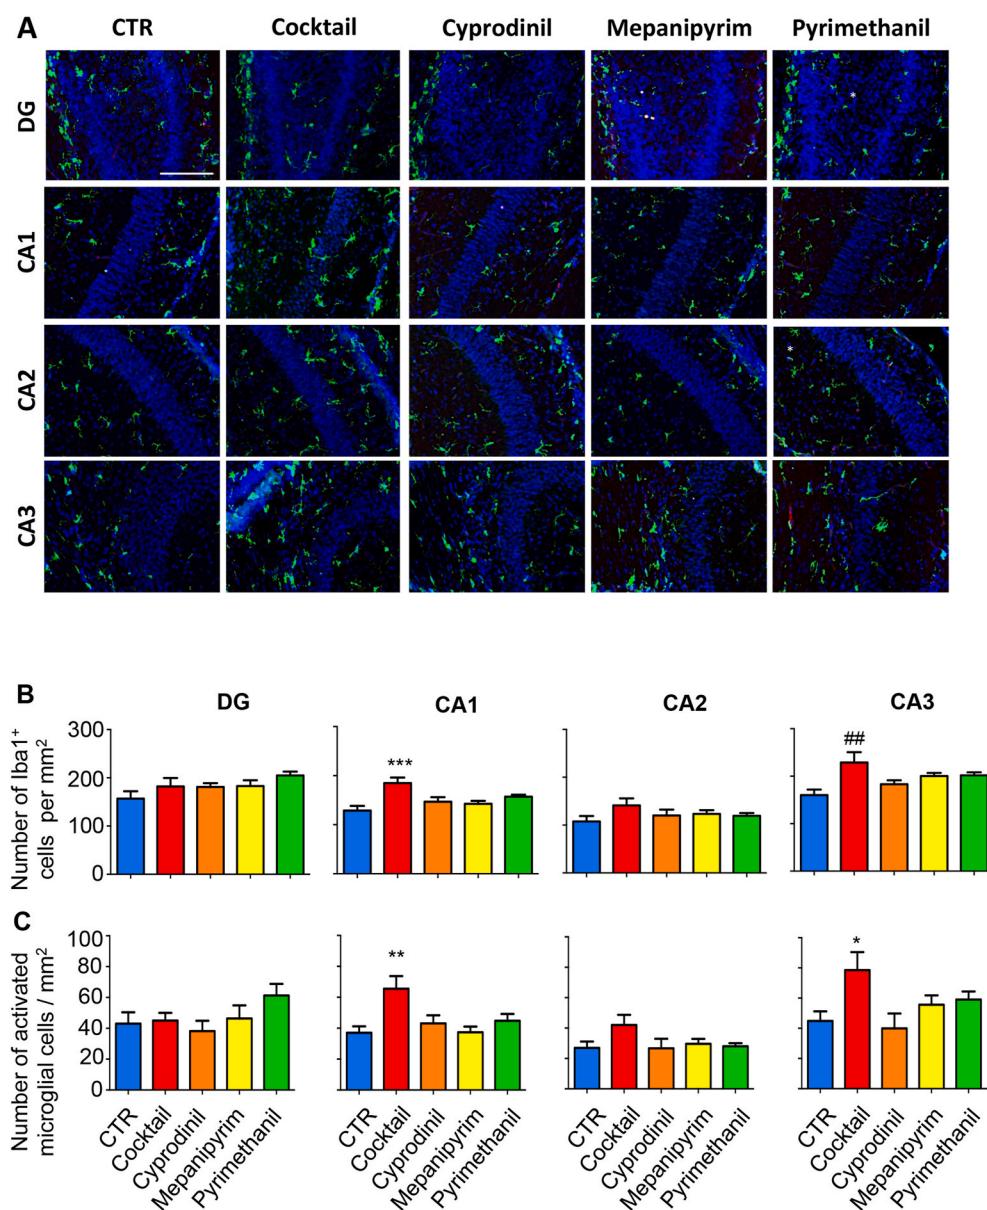 A
CTR Cocktail Cyprodinil Mepanipyrim Pyrimethanil
DG
*
CA1
CA2
*
CA3
B
DG CA1 CA2 CA3
Number of Iba1⁺
cells per mm²
300
200
100
0
***
##
C
Number of activated
microglial cells / mm²
100
80
60
40
20
0
**
*
CTR Cocktail Cyprodinil Mepanipyrim Pyrimethanil
CTR Cocktail Cyprodinil Mepanipyrim Pyrimethanil
CTR Cocktail Cyprodinil Mepanipyrim Pyrimethanil
CTR Cocktail Cyprodinil Mepanipyrim Pyrimethanil